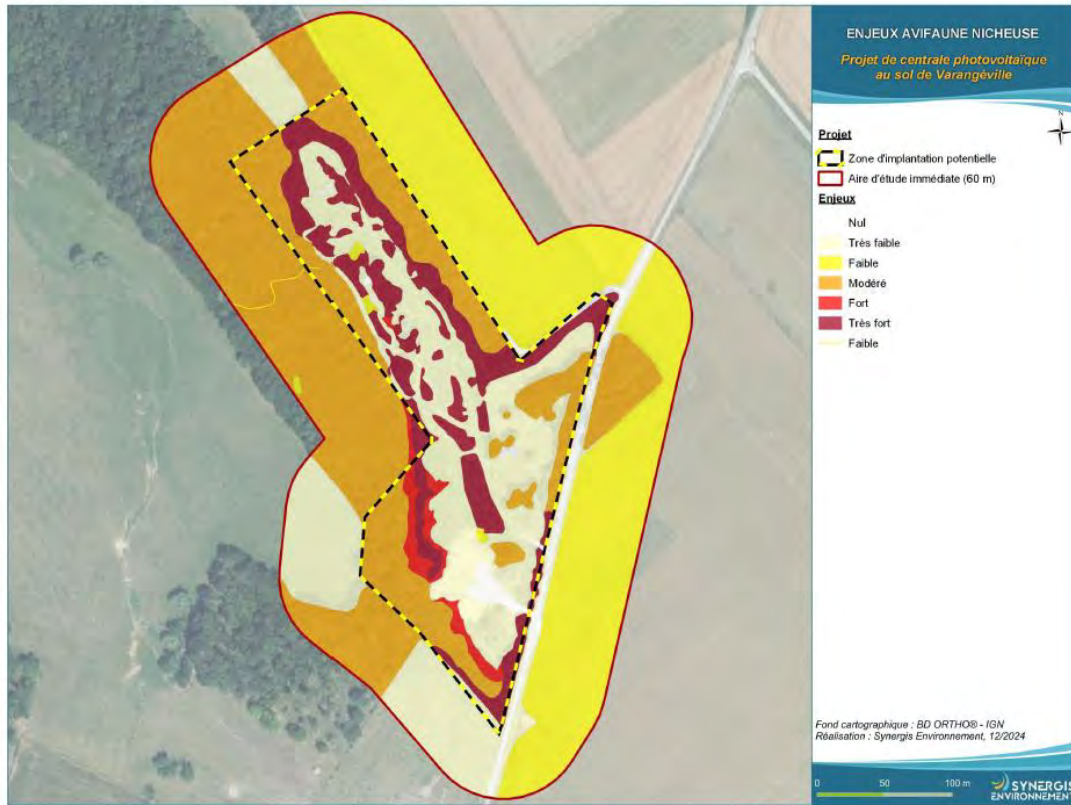 ENJEUX AVIFAUNE NICHEUSE
Projet de centrale photovoltaïque
au sol de Varangéville
N
Projet
Zone d'implantation potentielle
Aire d'étude immédiate (60 m)
Enjeux
Nul
Très faible
Faible
Modéré
Fort
Très fort
Faible
Fond cartographique : BD ORTHO® - IGN
Réalisation : Synergis Environnement, 12/2024
0 50 100 m
SYNERGIS
ENVIRONNEMENT